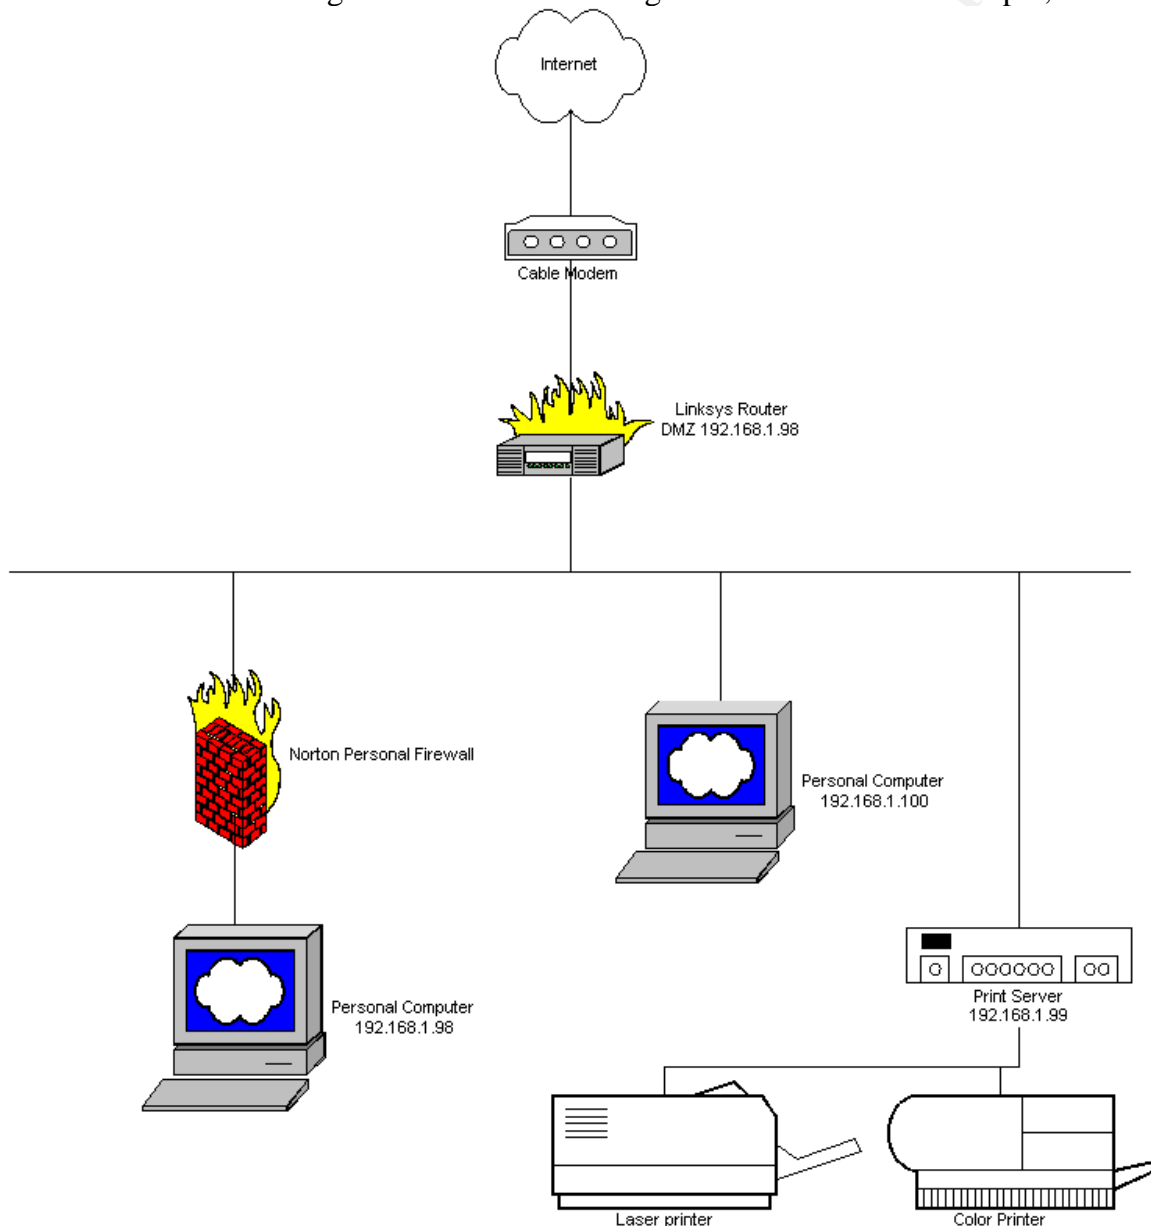 Internet
Cable Modem
Linksys Router
DMZ 192.168.1.98
Norton Personal Firewall
Personal Computer
192.168.1.100
Personal Computer
192.168.1.98
Print Server
192.168.1.99
Laser printer
Color Printer